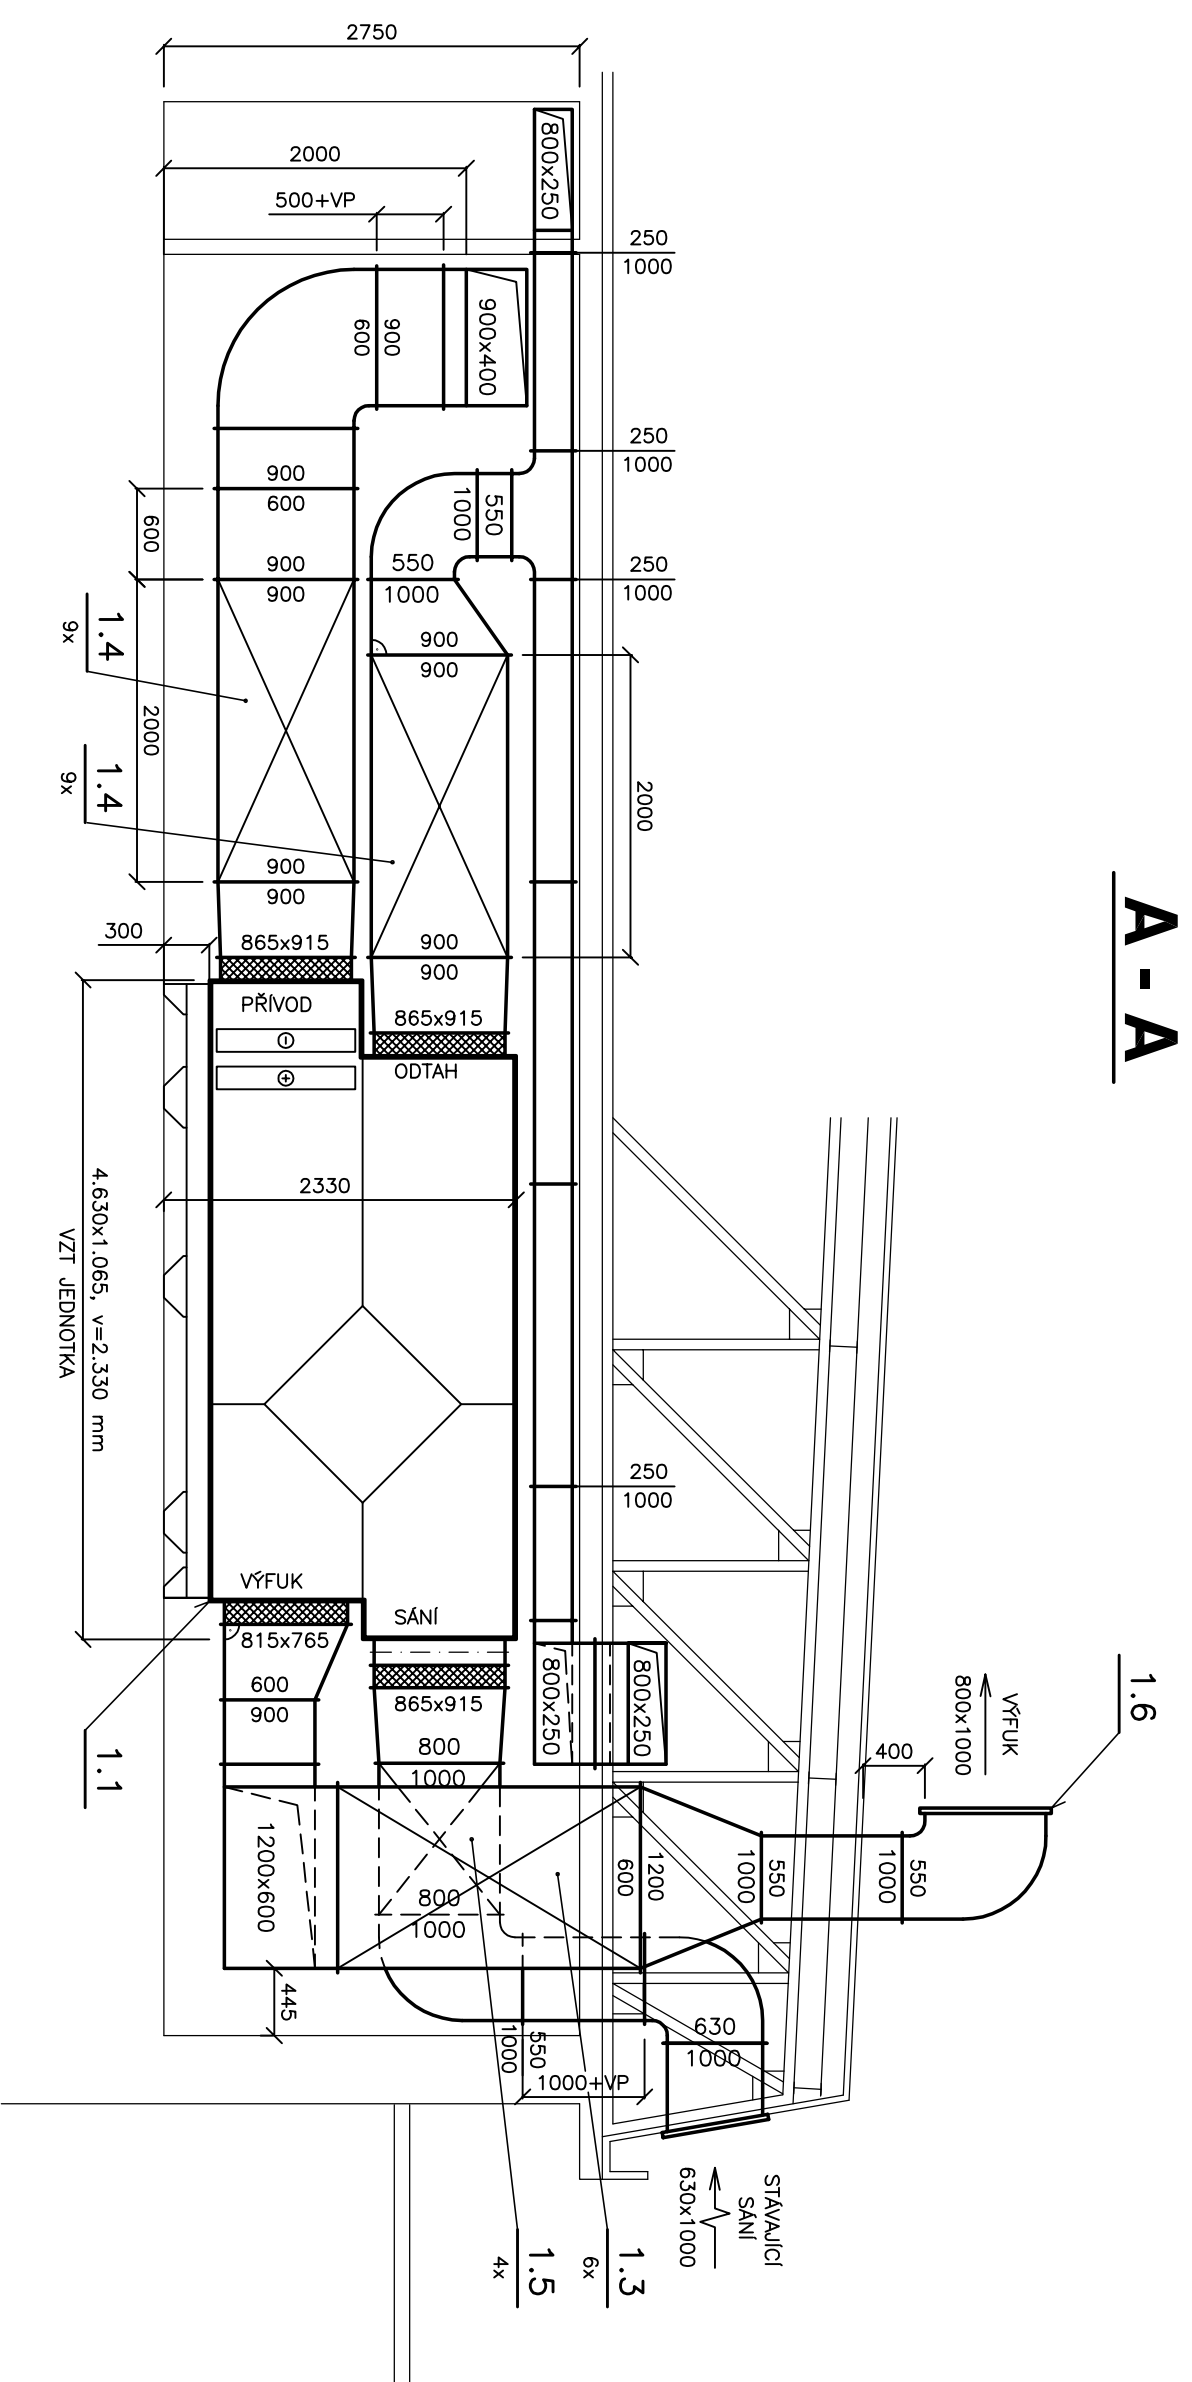 A - A
2750
2000
500+VP
800x250
250
1000
900x400
900
600
250
1000
900
600
550
1000
600
900
900
550
1000
250
1000
1.4
9x
900
900
2000
2000
1.4
9x
900
900
900
900
300
865x915
865x915
PŘÍVOD
ODTAH
2330
4.630x1.065, v=2.330 mm
VZT JEDNOTKA
250
1000
VÝFUK
SÁNÍ
815x765
865x915
800x250
800x250
600
900
800
1000
1.1
1.6
VÝFUK
800x1000
400
1200x600
800
1000
1200
600
550
1000
550
1000
445
550
1000
630
1000
1000+VP
STÁVAJÍCÍ
SÁNÍ
630x1000
1.3
6x
1.5
4x